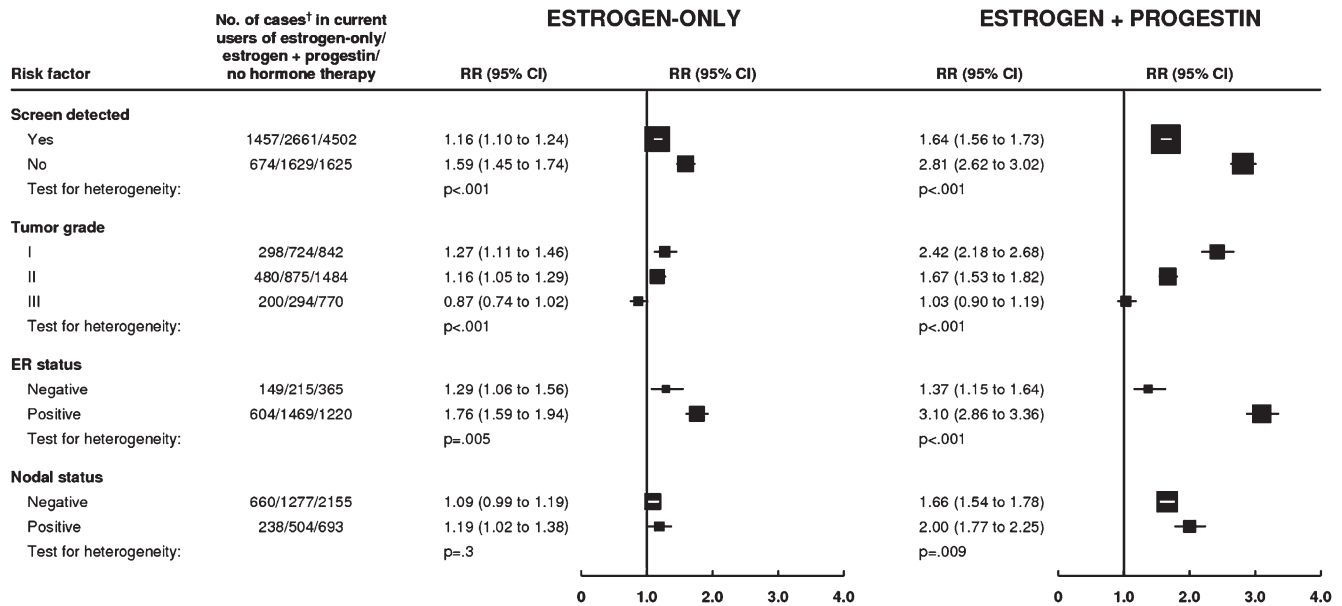 No. of cases† in current ESTROGEN-ONLY ESTROGEN + PROGESTIN
users of estrogen-only/
estrogen + progestin/
Risk factor no hormone therapy RR (95% CI) RR (95% CI) RR (95% CI) RR (95% CI)
Screen detected
Yes 1457/2661/4502 1.16 (1.10 to 1.24) 1.64 (1.56 to 1.73)
No 674/1629/1625 1.59 (1.45 to 1.74) 2.81 (2.62 to 3.02)
Test for heterogeneity: p<.001 p<.001
Tumor grade
I 298/724/842 1.27 (1.11 to 1.46) 2.42 (2.18 to 2.68)
II 480/875/1484 1.16 (1.05 to 1.29) 1.67 (1.53 to 1.82)
III 200/294/770 0.87 (0.74 to 1.02) 1.03 (0.90 to 1.19)
Test for heterogeneity: p<.001 p<.001
ER status
Negative 149/215/365 1.29 (1.06 to 1.56) 1.37 (1.15 to 1.64)
Positive 604/1469/1220 1.76 (1.59 to 1.94) 3.10 (2.86 to 3.36)
Test for heterogeneity: p=.005 p<.001
Nodal status
Negative 660/1277/2155 1.09 (0.99 to 1.19) 1.66 (1.54 to 1.78)
Positive 238/504/693 1.19 (1.02 to 1.38) 2.00 (1.77 to 2.25)
Test for heterogeneity: p=.3 p=.009
0 1.0 2.0 3.0 4.0 0 1.0 2.0 3.0 4.0